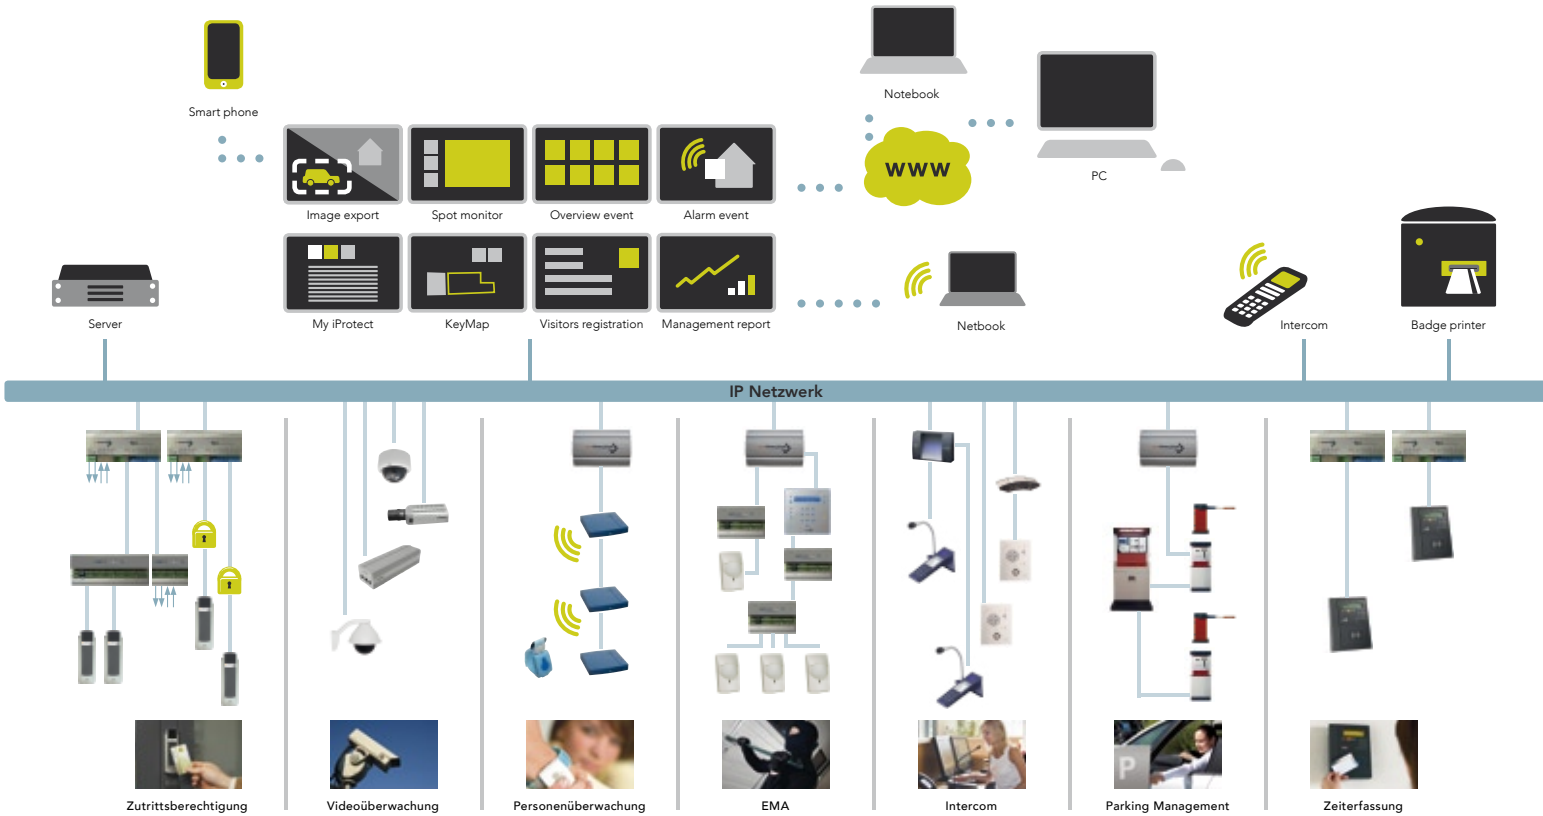 Notebook
Smart phone
www
PC
Image export
Spot monitor
Overview event
Alarm event
Server
My iProtect
KeyMap
Visitors registration
Management report
Netbook
Intercom
Badge printer
IP Netzwerk
P
Zutrittsberechtigung
Videoüberwachung
Personenüberwachung
EMA
Intercom
Parking Management
Zeiterfassung